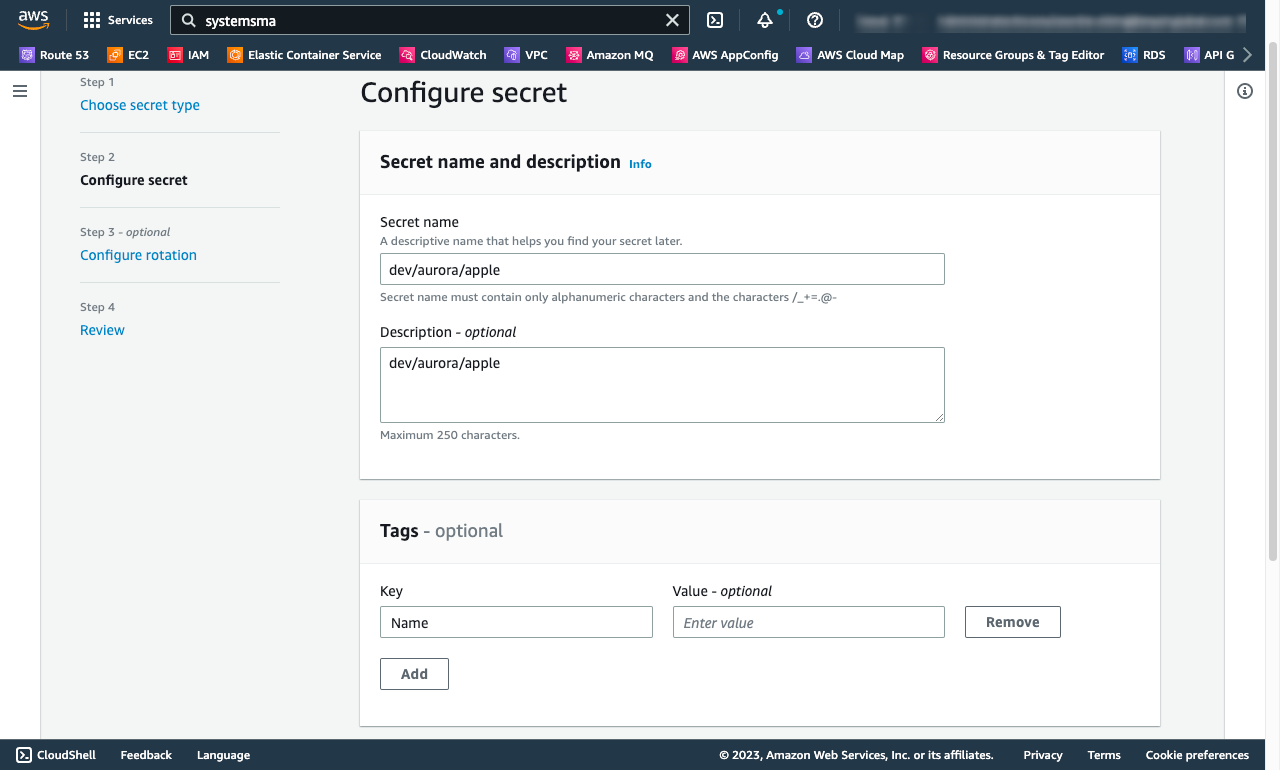 aws Services systemsma
Route 53 EC2 IAM Elastic Container Service CloudWatch VPC Amazon MQ AWS AppConfig AWS Cloud Map Resource Groups & Tag Editor RDS API G
Step 1
Choose secret type
Step 2
Configure secret
Step 3 - optional
Configure rotation
Step 4
Review
Configure secret
Secret name and description Info
Secret name
A descriptive name that helps you find your secret later.
dev/aurora/apple
Secret name must contain only alphanumeric characters and the characters /_+=.@-
Description - optional
dev/aurora/apple
Maximum 250 characters.
Tags - optional
Key Value - optional
Name Enter value Remove
Add
CloudShell Feedback Language © 2023, Amazon Web Services, Inc. or its affiliates. Privacy Terms Cookie preferences